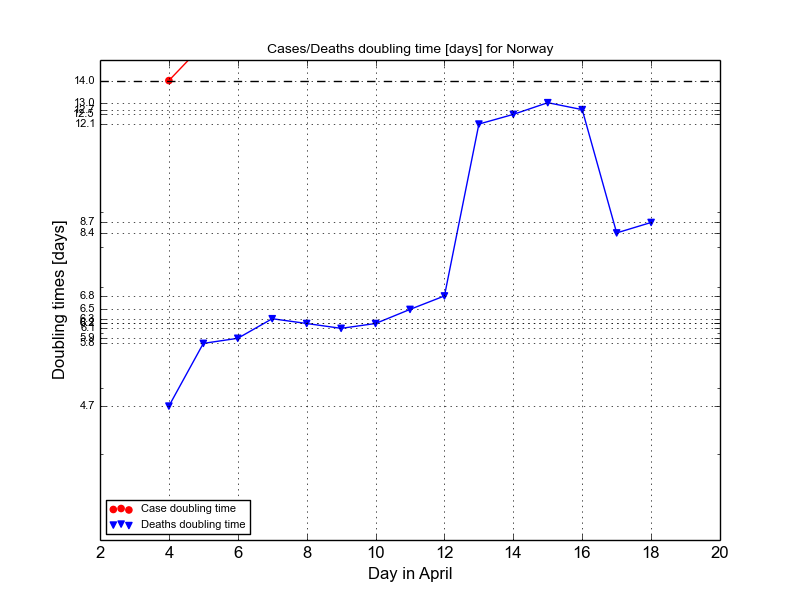 Cases/Deaths doubling time [days] for Norway
Doubling times [days]
14.0
13.0
12.5
12.1
8.7
8.4
6.8
6.5
6.1
5.9
5.8
4.7
Case doubling time
Deaths doubling time
2 4 6 8 10 12 14 16 18 20
Day in April